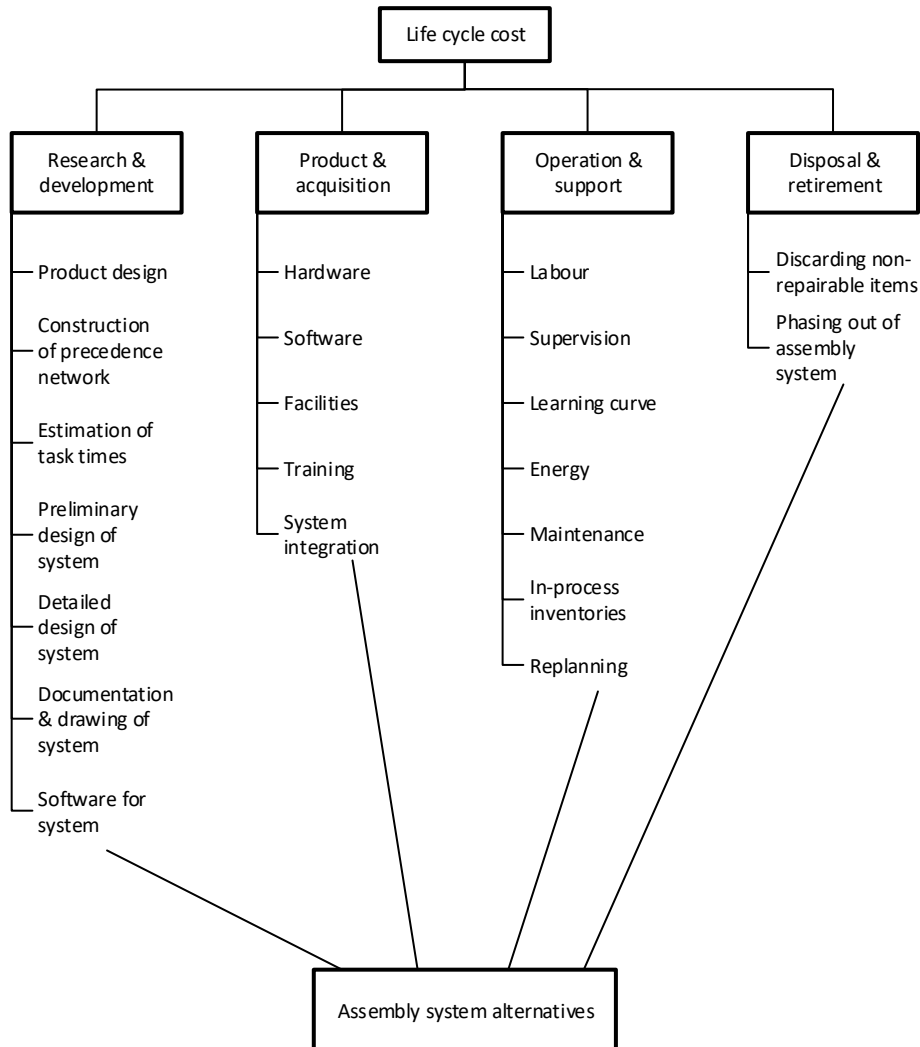 Life cycle cost
Research &
development
Product &
acquisition
Operation &
support
Disposal &
retirement
Product design
Construction
of precedence
network
Estimation of
task times
Preliminary
design of
system
Detailed
design of
system
Documentation
& drawing of
system
Software for
system
Hardware
Software
Facilities
Training
System
integration
Labour
Supervision
Learning curve
Energy
Maintenance
In-process
inventories
Replanning
Discarding non-
repairable items
Phasing out of
assembly
system
Assembly system alternatives